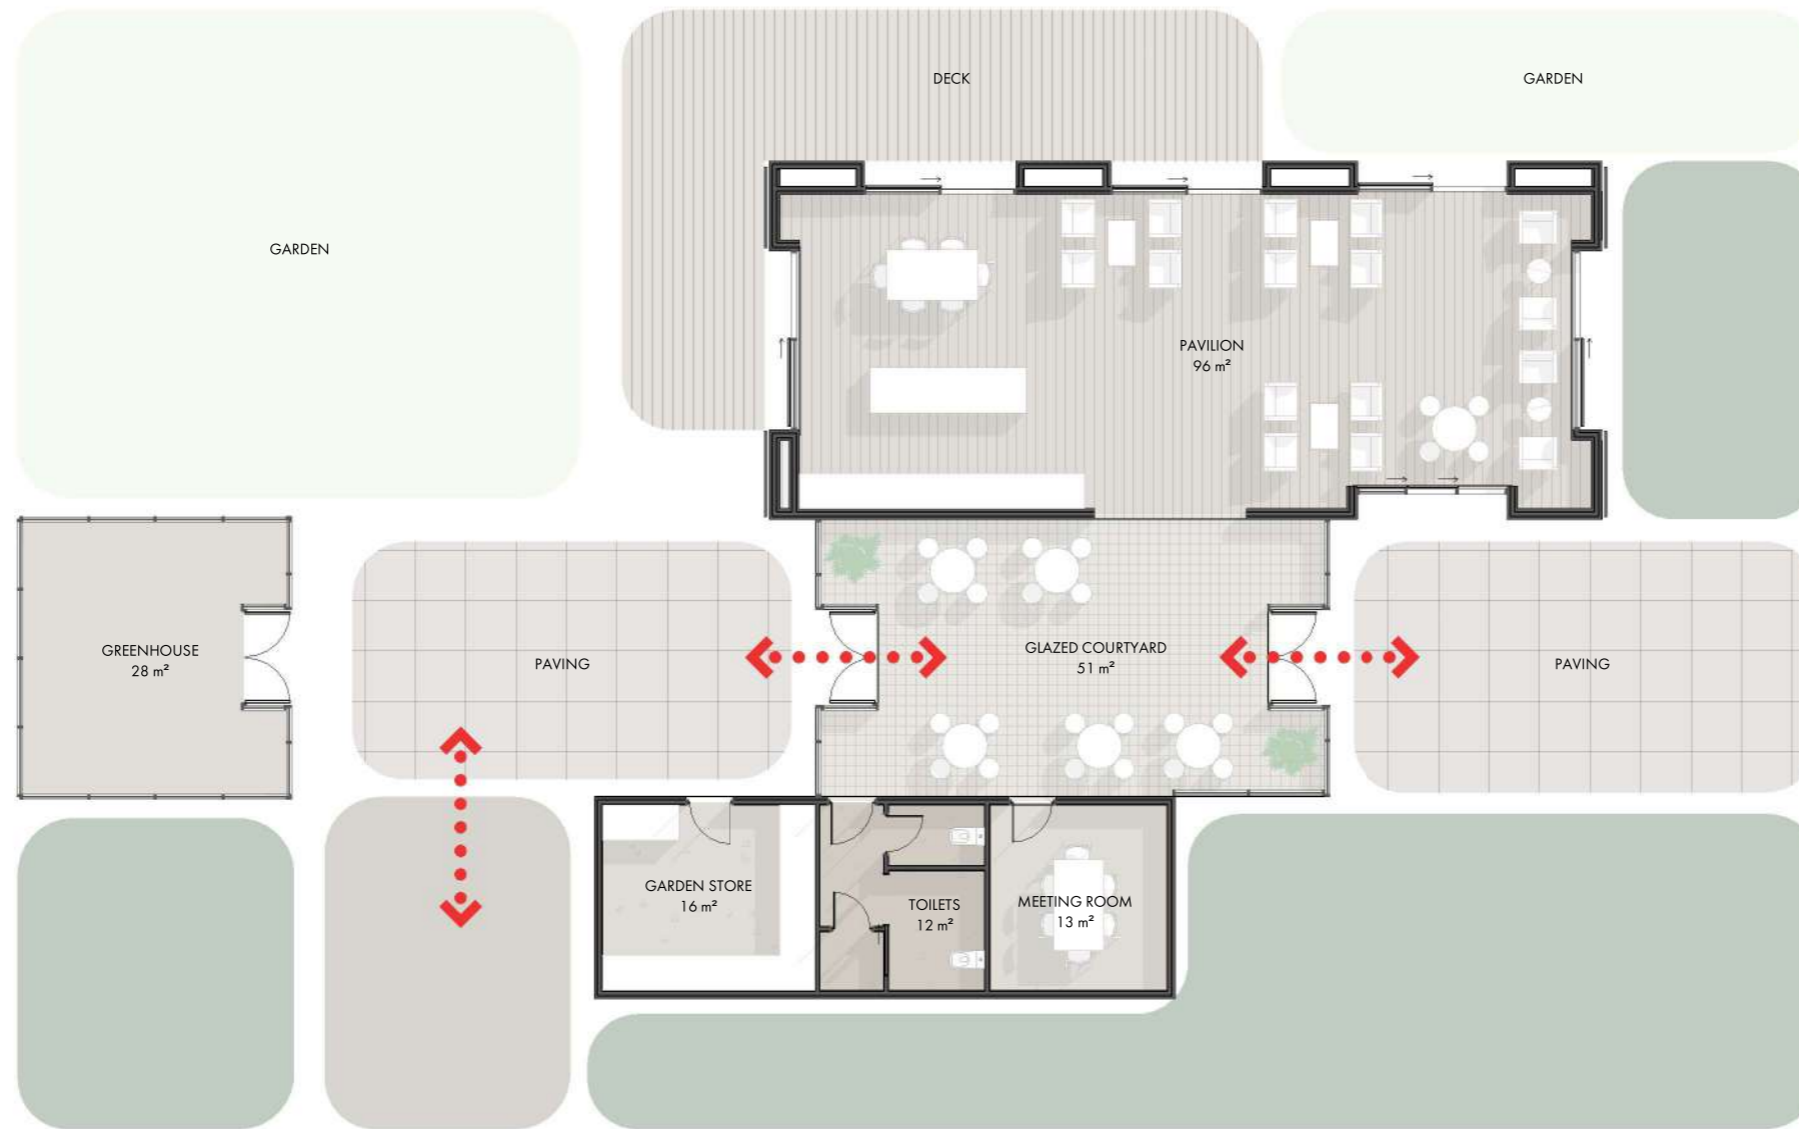 DECK
GARDEN
GARDEN
PAVILION
96 m²
GREENHOUSE
28 m²
PAVING
GLAZED COURTYARD
51 m²
PAVING
GARDEN STORE
16 m²
TOILETS
12 m²
MEETING ROOM
13 m²